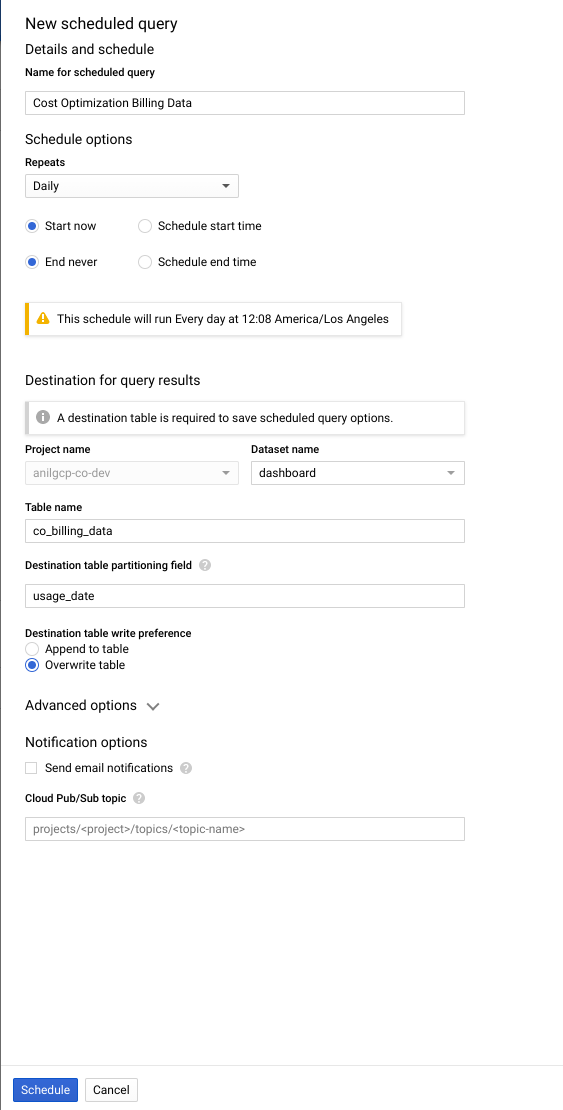 New scheduled query
Details and schedule
Name for scheduled query
Cost Optimization Billing Data
Schedule options
Repeats
Daily
Start now Schedule start time
End never Schedule end time
This schedule will run Every day at 12:08 America/Los Angeles
Destination for query results
A destination table is required to save scheduled query options.
Project name Dataset name
anilgcp-co-dev dashboard
Table name
co_billing_data
Destination table partitioning field ?
usage_date
Destination table write preference
Append to table
Overwrite table
Advanced options
Notification options
Send email notifications ?
Cloud Pub/Sub topic ?
projects/<project>/topics/<topic-name>
Schedule Cancel